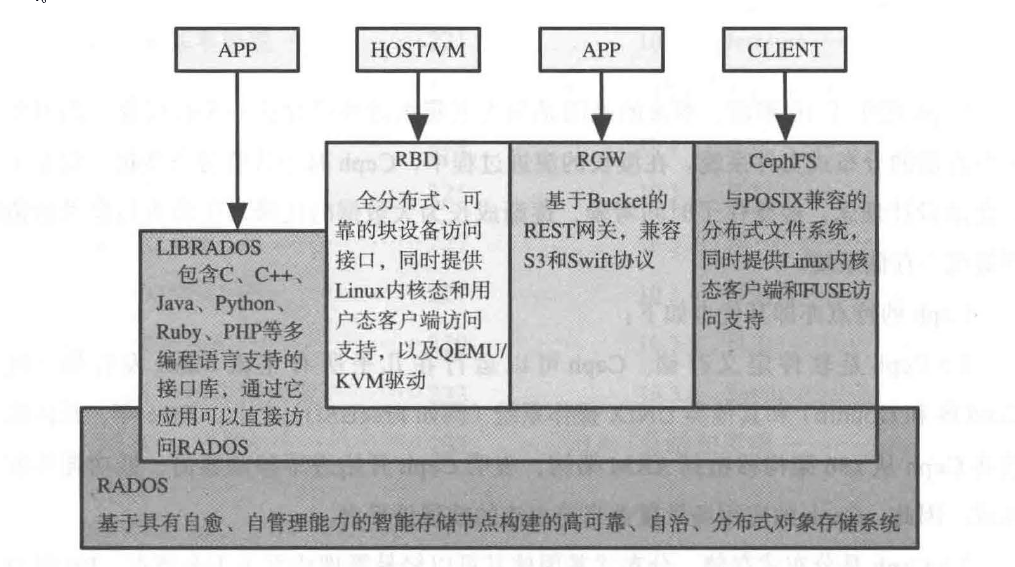 APP
HOST/VM
APP
CLIENT
RBD
全分布式、可
靠的块设备访问
接口，同时提供
Linux内核态和用
户态客户端访问
支持，以及QEMU/
KVM驱动
RGW
基于Bucket的
REST网关，兼容
S3和Swift协议
CephFS
与POSIX兼容的
分布式文件系统，
同时提供Linux内核
态客户端和FUSE访
问支持
LIBRADOS
包含C、C++、
Java、Python、
Ruby、PHP等多
编程语言支持的
接口库，通过它
应用可以直接访
问RADOS
RADOS
基于具有自愈、自管理能力的智能存储节点构建的高可靠、自治、分布式对象存储系统